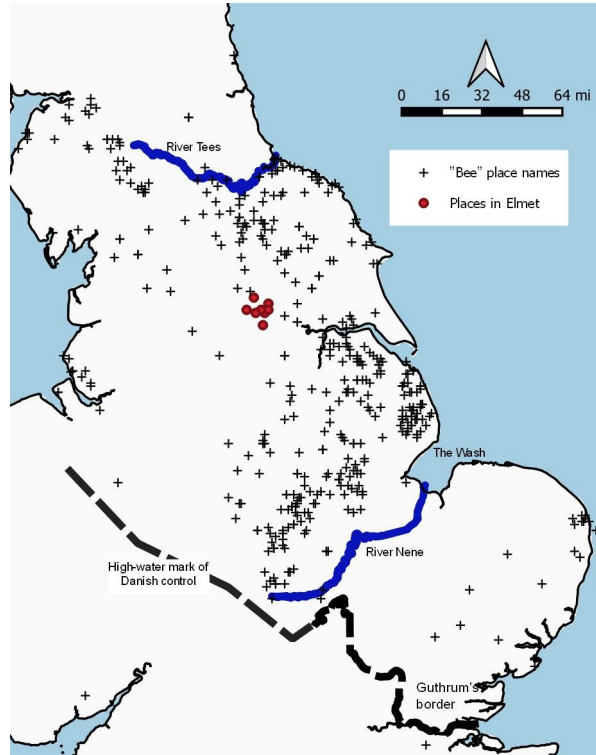 0 16 32 48 64 mi
River Tees
"Bee" place names
Places in Elmet
The Wash
River Nene
High-water mark of
Danish control
Guthrum's
border